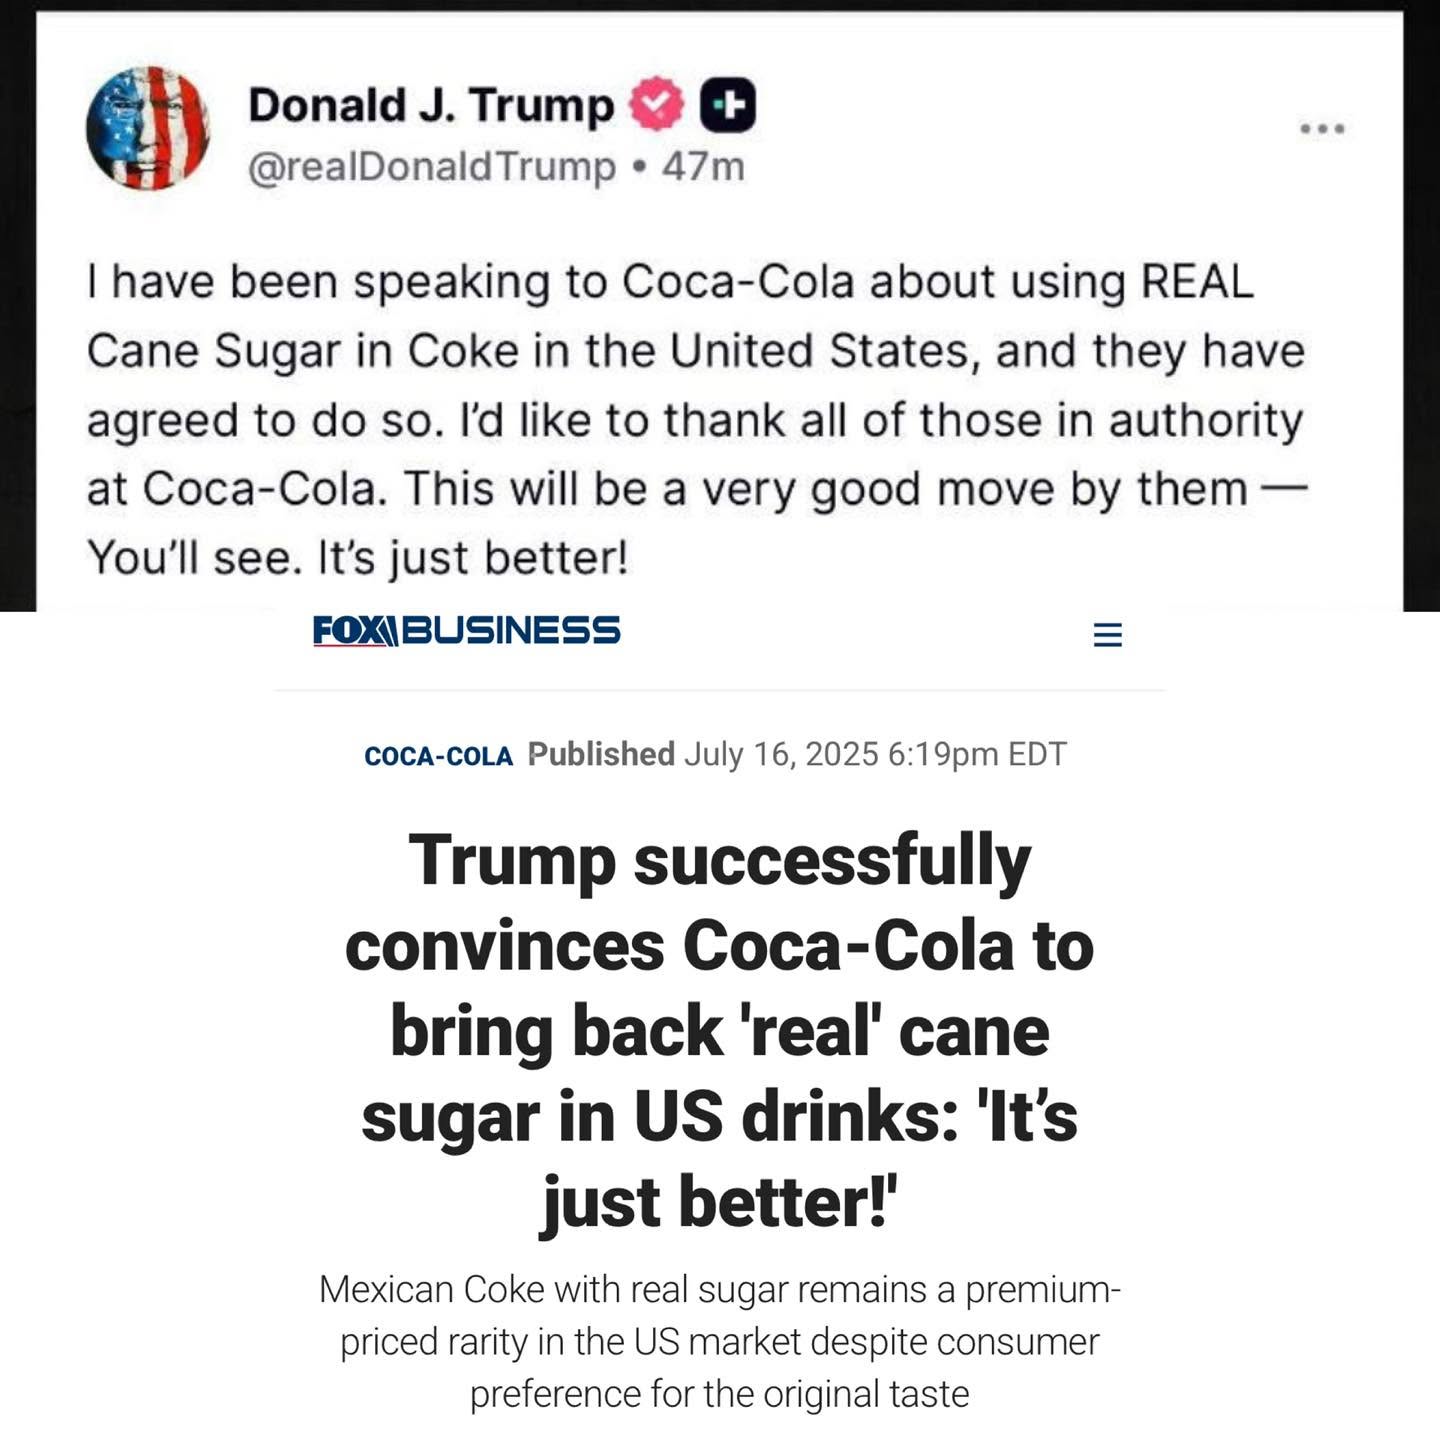 Donald J. Trump
@realDonaldTrump • 47m
I have been speaking to Coca-Cola about using REAL
Cane Sugar in Coke in the United States, and they have
agreed to do so. I’d like to thank all of those in authority
at Coca-Cola. This will be a very good move by them —
You’ll see. It’s just better!
FOX BUSINESS
COCA-COLA Published July 16, 2025 6:19pm EDT
Trump successfully
convinces Coca-Cola to
bring back 'real' cane
sugar in US drinks: 'It’s
just better!'
Mexican Coke with real sugar remains a premium-
priced rarity in the US market despite consumer
preference for the original taste